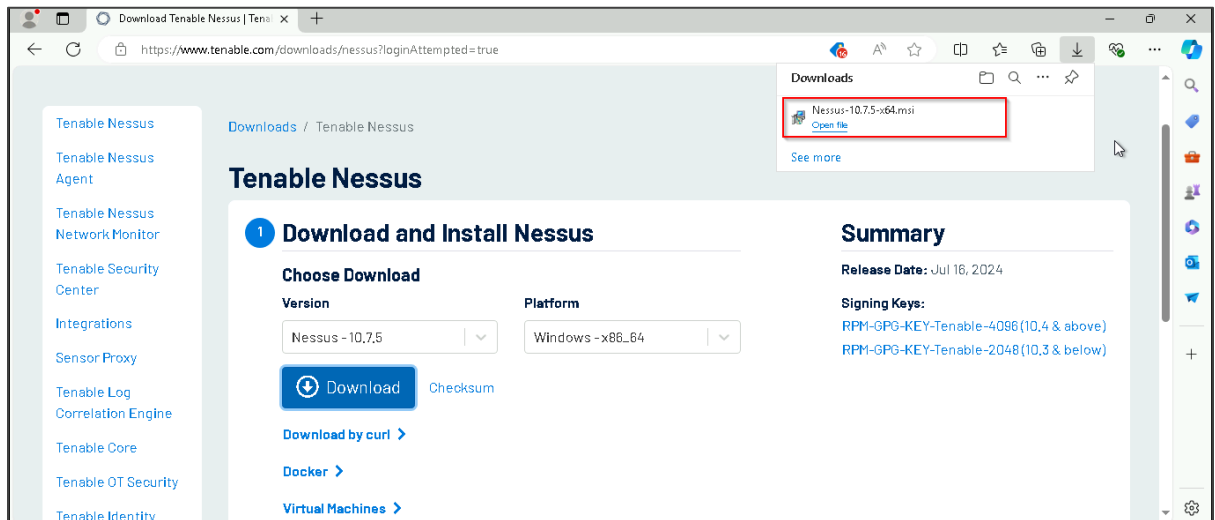 Download Tenable Nessus | Tenal
https://www.tenable.com/downloads/nessus?loginAttempted=true
16
Downloads
Nessus-10.7.5-x64.msi
Open file
See more
Tenable Nessus
Tenable Nessus
Agent
Tenable Nessus
Network Monitor
Tenable Security
Center
Integrations
Sensor Proxy
Tenable Log
Correlation Engine
Tenable Core
Tenable OT Security
Tenable Identity
Downloads / Tenable Nessus
Tenable Nessus
1 Download and Install Nessus
Choose Download
Version
Platform
Nessus - 10.7.5
Windows - x86_64
Download
Checksum
Download by curl
Docker
Virtual Machines
Summary
Release Date: Jul 16, 2024
Signing Keys:
RPM-GPG-KEY-Tenable-4096 (10.4 & above)
RPM-GPG-KEY-Tenable-2048 (10.3 & below)